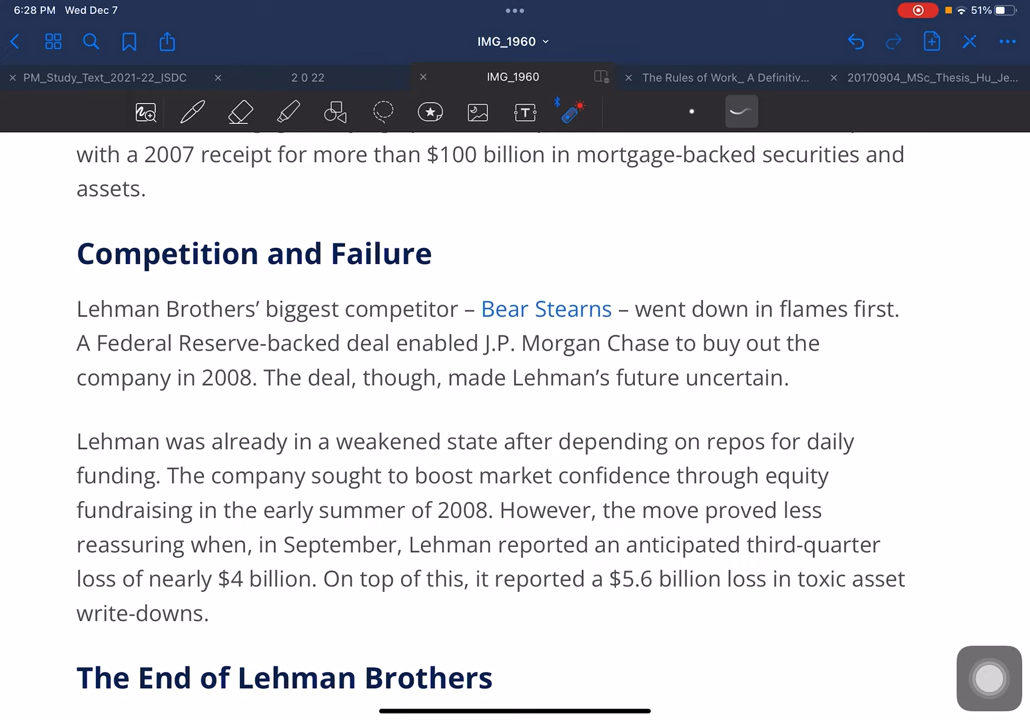 6:28 PM Wed Dec 7
51%
IMG_1960
PM_Study_Text_2021-22_ISDC
2 0 22
IMG_1960
The Rules of Work_ A Definitiv...
20170904_MSc_Thesis_Hu_Je...
with a 2007 receipt for more than $100 billion in mortgage-backed securities and
assets.
Competition and Failure
Lehman Brothers’ biggest competitor – Bear Stearns – went down in flames first.
A Federal Reserve-backed deal enabled J.P. Morgan Chase to buy out the
company in 2008. The deal, though, made Lehman’s future uncertain.
Lehman was already in a weakened state after depending on repos for daily
funding. The company sought to boost market confidence through equity
fundraising in the early summer of 2008. However, the move proved less
reassuring when, in September, Lehman reported an anticipated third-quarter
loss of nearly $4 billion. On top of this, it reported a $5.6 billion loss in toxic asset
write-downs.
The End of Lehman Brothers